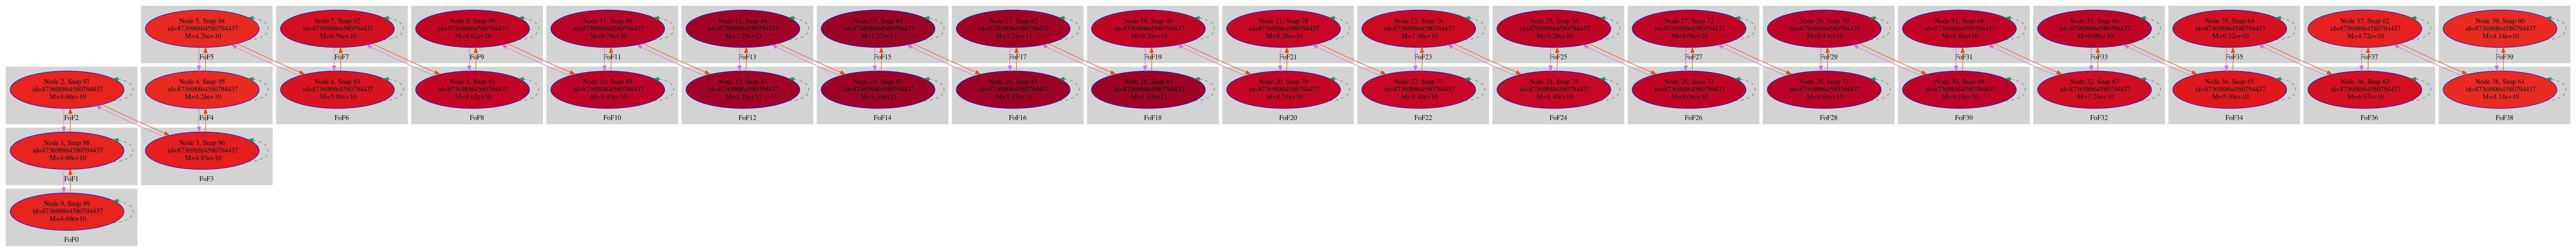 Node 5, Snap 94
id=873698864580794437
M=4.26e+10
FoF5
Node 7, Snap 92
id=873698864580794437
M=6.56e+10
FoF7
Node 9, Snap 90
id=873698864580794437
M=8.62e+10
FoF9
Node 11, Snap 88
id=873698864580794437
M=9.78e+10
FoF11
Node 13, Snap 86
id=873698864580794437
M=1.29e+11
FoF13
Node 15, Snap 84
id=873698864580794437
FoF15
Node 17, Snap 82
id=873698864580794437
M=1.24e+11
FoF17
Node 19, Snap 80
id=873698864580794437
M=9.20e+10
FoF19
Node 21, Snap 78
id=873698864580794437
M=8.28e+10
FoF21
Node 23, Snap 76
id=873698864580794437
M=7.48e+10
FoF23
Node 25, Snap 74
id=873698864580794437
FoF25
Node 27, Snap 72
id=873698864580794437
M=9.08e+10
FoF27
Node 29, Snap 70
id=873698864580794437
M=9.43e+10
FoF29
Node 31, Snap 68
id=873698864580794437
M=8.86e+10
FoF31
Node 33, Snap 66
id=873698864580794437
M=9.08e+10
FoF33
Node 35, Snap 64
id=873698864580794437
M=6.32e+10
FoF35
Node 37, Snap 62
id=873698864580794437
M=4.72e+10
FoF37
Node 39, Snap 60
id=873698864580794437
M=4.14e+10
FoF39
Node 2, Snap 97
id=873698864580794437
M=4.60e+10
FoF2
Node 4, Snap 95
id=873698864580794437
M=4.26e+10
FoF4
Node 6, Snap 93
id=873698864580794437
M=5.98e+10
FoF6
Node 8, Snap 91
id=873698864580794437
M=8.62e+10
FoF8
Node 10, Snap 89
id=873698864580794437
M=9.43e+10
FoF10
Node 12, Snap 87
id=873698864580794437
M=1.25e+11
FoF12
Node 14, Snap 85
id=873698864580794437
FoF14
Node 16, Snap 83
id=873698864580794437
M=1.37e+11
FoF16
Node 18, Snap 81
id=873698864580794437
FoF18
Node 20, Snap 79
id=873698864580794437
M=8.51e+10
FoF20
Node 22, Snap 77
id=873698864580794437
M=8.40e+10
FoF22
Node 24, Snap 75
id=873698864580794437
M=8.40e+10
FoF24
Node 26, Snap 73
id=873698864580794437
M=9.08e+10
FoF26
Node 28, Snap 71
id=873698864580794437
M=9.66e+10
FoF28
Node 30, Snap 69
id=873698864580794437
M=9.43e+10
FoF30
Node 32, Snap 67
id=873698864580794437
M=7.24e+10
FoF32
Node 34, Snap 65
id=873698864580794437
M=5.40e+10
FoF34
Node 36, Snap 63
id=873698864580794437
M=6.67e+10
FoF36
Node 38, Snap 61
id=873698864580794437
M=4.14e+10
FoF38
Node 1, Snap 98
id=873698864580794437
M=4.60e+10
FoF1
Node 3, Snap 96
id=873698864580794437
M=4.83e+10
FoF3
Node 0, Snap 99
id=873698864580794437
M=4.60e+10
FoF0